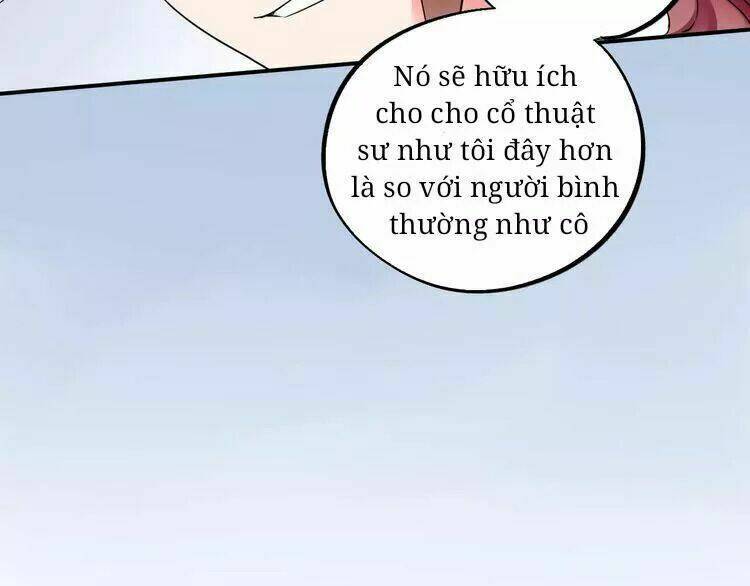 Nó sẽ hữu ích
cho cho cổ thuật
sư như tôi đây hơn
là so với người bình
thường như cô